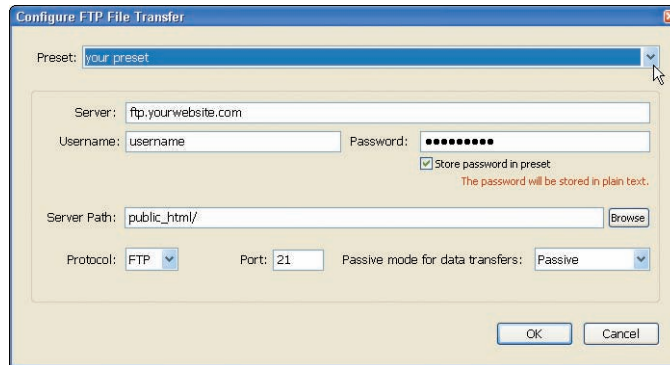 Configure FTP File Transfer
Preset: your preset
Server: ftp.yourwebsite.com
Username: username Password: •••••••••
Store password in preset
The password will be stored in plain text.
Server Path: public_html/ Browse
Protocol: FTP Port: 21 Passive mode for data transfers: Passive
OK Cancel